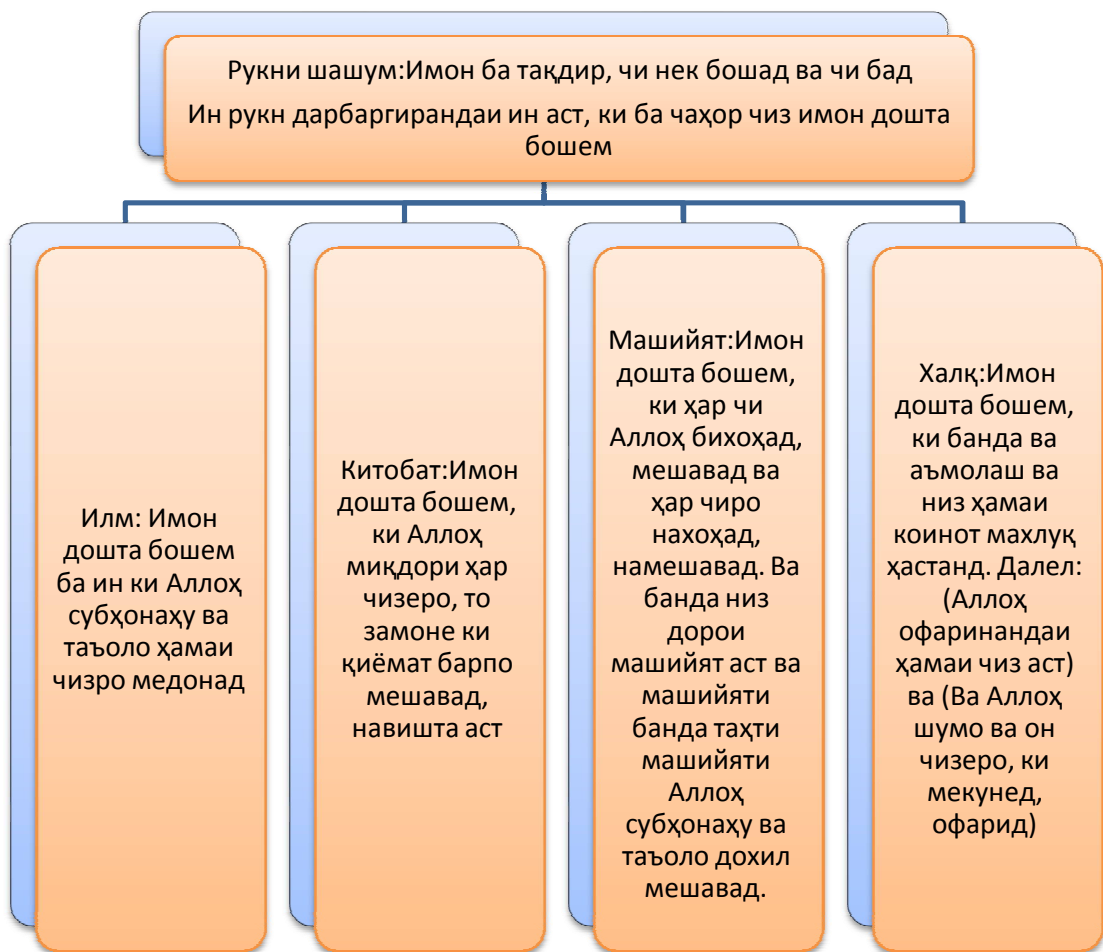 Рукни шашум:Имон ба тақдир, чи нек бошад ва чи бад
Ин рукн дарбаргирандаи ин аст, ки ба чаҳор чиз имон дошта
бошем
Илм: Имон
дошта бошем
ба ин ки Аллоҳ
субҳонаҳу ва
таъоло ҳамаи
чизро медонад
Китобат:Имон
дошта бошем,
ки Аллоҳ
миқдори ҳар
чизеро, то
замоне ки
қиёмат барпо
мешавад,
навишта аст
Машийят:Имон
дошта бошем,
ки ҳар чи
Аллоҳ бихоҳад,
мешавад ва
ҳар чиро
нахоҳад,
намешавад. Ва
банда низ
дорои
машийят аст ва
машийяти
банда таҳти
машийяти
Аллоҳ
субҳонаҳу ва
таъоло дохил
мешавад.
Халқ:Имон
дошта бошем,
ки банда ва
аъмолаш ва
низ ҳамаи
коинот махлуқ
ҳастанд. Далел:
(Аллоҳ
офаринандаи
ҳамаи чиз аст)
ва (Ва Аллоҳ
шумо ва он
чизеро, ки
мекунед,
офарид)